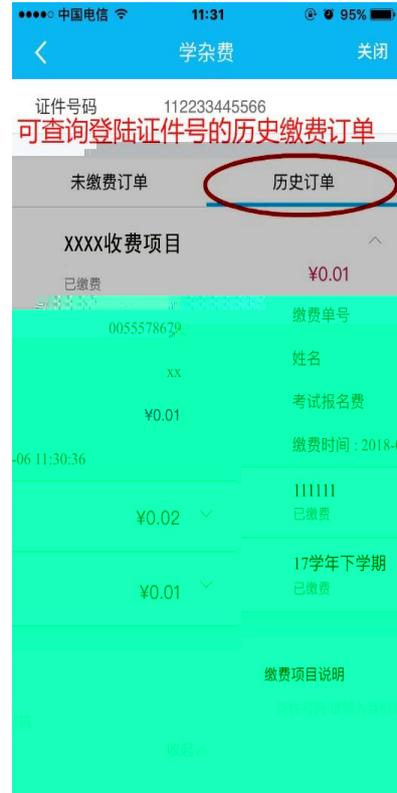 中国电信 11:31 95%
学杂费 关闭
证件号码 112233445566
可查询登陆证件号的历史缴费订单
未缴费订单 历史订单
XXXX收费项目
¥0.01
已缴费
缴费单号
0055578679
姓名
xx
考试报名费
¥0.01
缴费时间 : 2018-0
-06 11:30:36
111111
¥0.02
已缴费
17学年下学期
¥0.01
已缴费
缴费项目说明